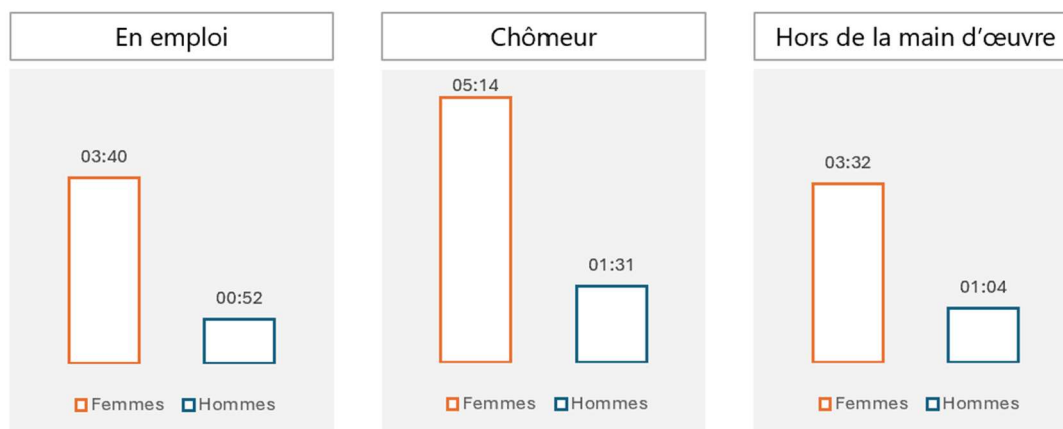 En emploi
03:40
00:52
Femmes Hommes
Chômeur
05:14
01:31
Femmes Hommes
Hors de la main d'œuvre
03:32
01:04
Femmes Hommes